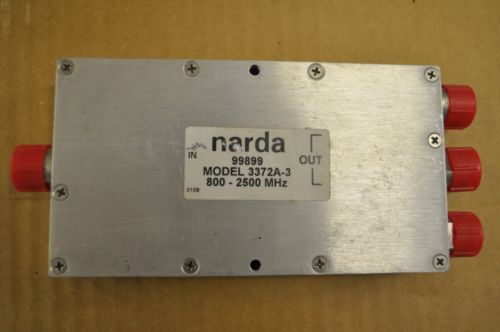 narda
IN
99899
OUT
MODEL 3372A-3
800 - 2500 MHz
0109